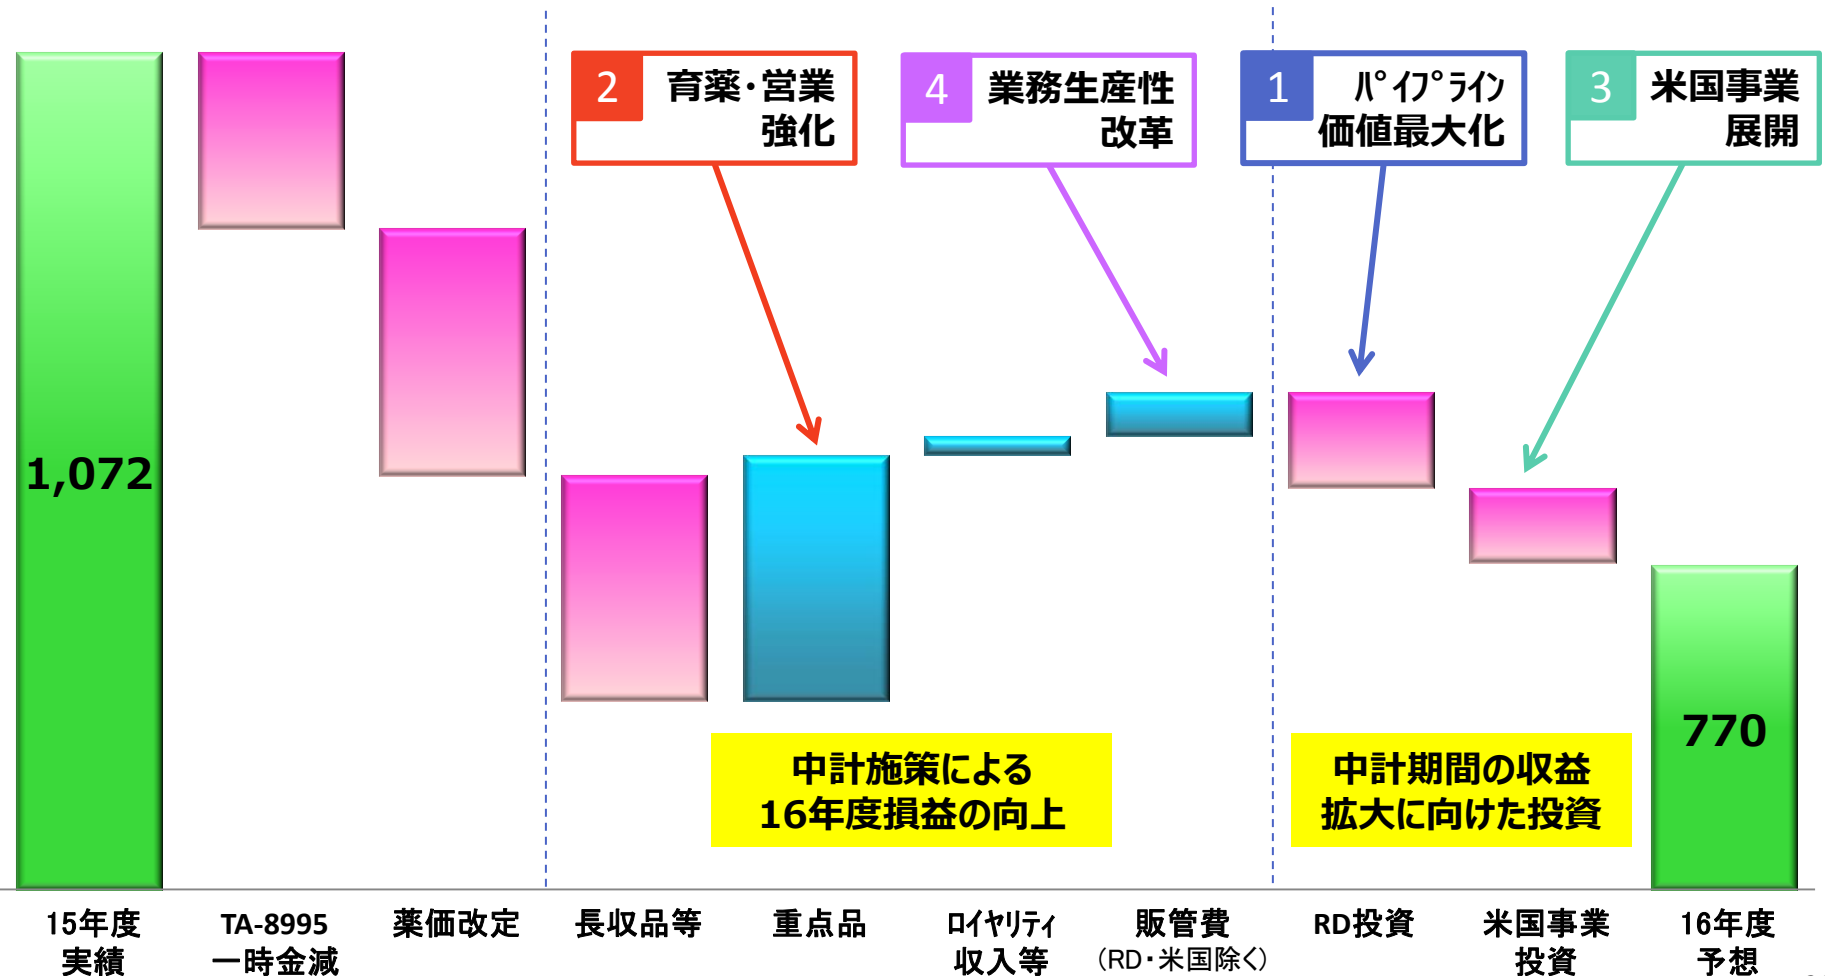 2
育薬・営業
強化
4
業務生産性
改革
1
ﾊﾟｲﾌﾟﾗｲﾝ
価値最大化
3
米国事業
展開
1,072
770
中計施策による
16年度損益の向上
中計期間の収益
拡大に向けた投資
15年度
実績
TA-8995
一時金減
薬価改定
長収品等
重点品
ﾛｲﾔﾘﾃｨ
収入等
販管費
（RD・米国除く）
RD投資
米国事業
投資
16年度
予想